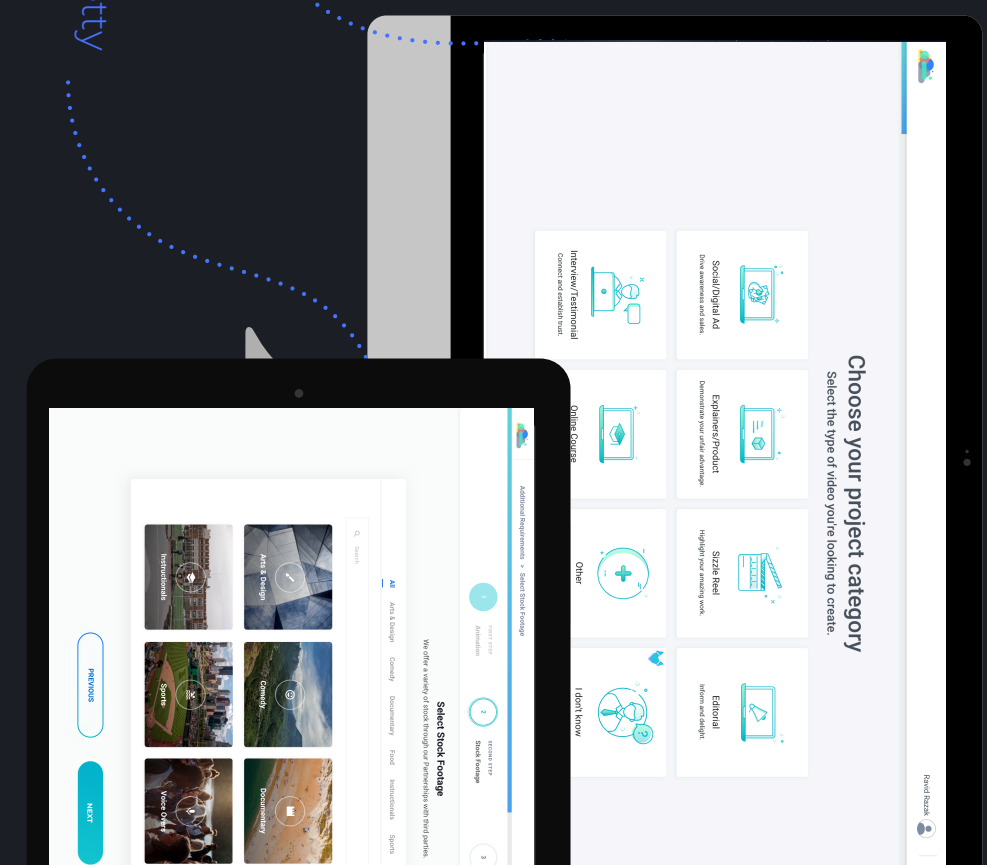 tty
Ravid Razak
Choose your project category
Select the type of video you're looking to create.
Social/Digital Ad
Drive awareness and sales.
Explainers/Product
Demonstrate your unfair advantage.
Sizzle Reel
Highlight your amazing work.
Editorial
Inform and delight.
Interview/Testimonial
Connect and establish trust.
Online Course
Other
I don't know
?
Additional Requirements > Select Stock Footage
1
FIRST STEP
Animation
2
SECOND STEP
Stock Footage
3
Select Stock Footage
We offer a variety of stock through our Partnerships with third parties.
All Arts & Design Comedy Documentary Food Instructionals Sports
Search
Arts & Design
Comedy
Documentary
Instructionals
Sports
Voice Overs
PREVIOUS
NEXT